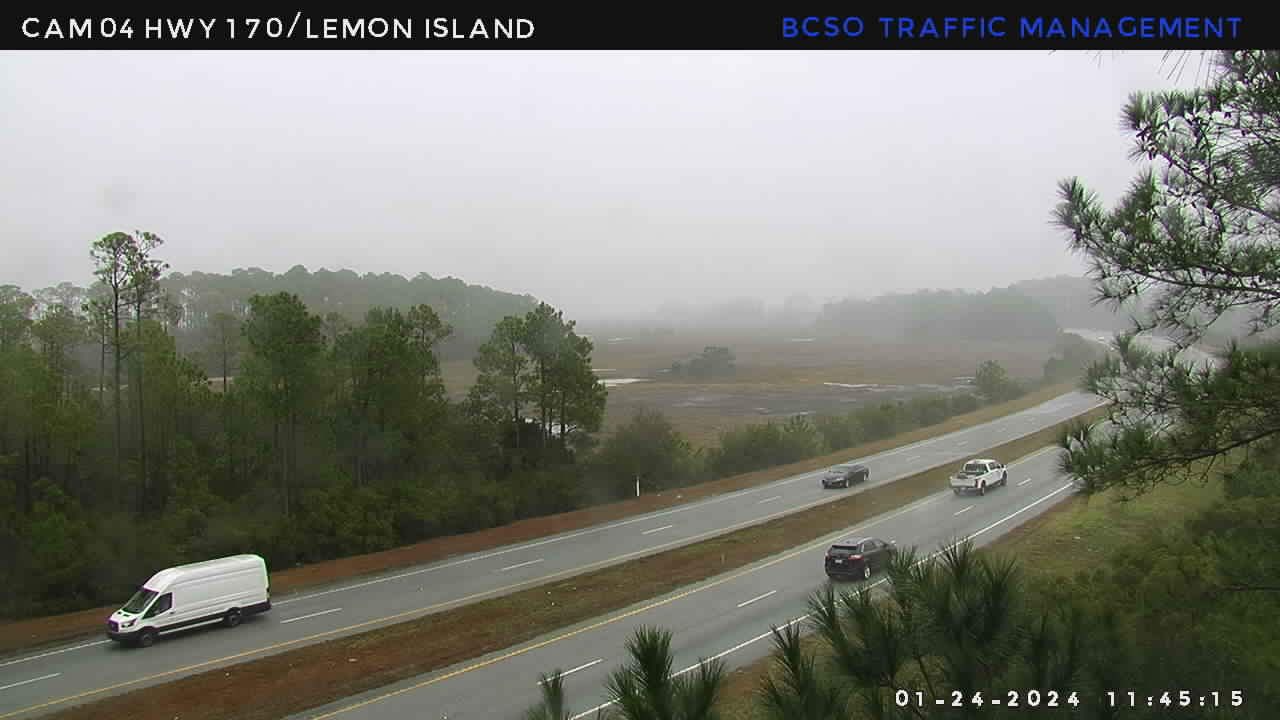 CAM04 HWY 170/LEMON ISLAND
BCSO TRAFFIC MANAGEMENT
01-24-2024 11:45:15